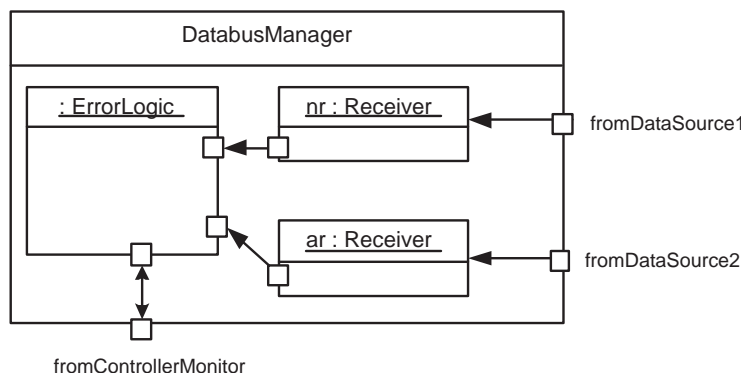 DatabusManager
: ErrorLogic
nr : Receiver
fromDataSource1
ar : Receiver
fromDataSource2
fromControllerMonitor